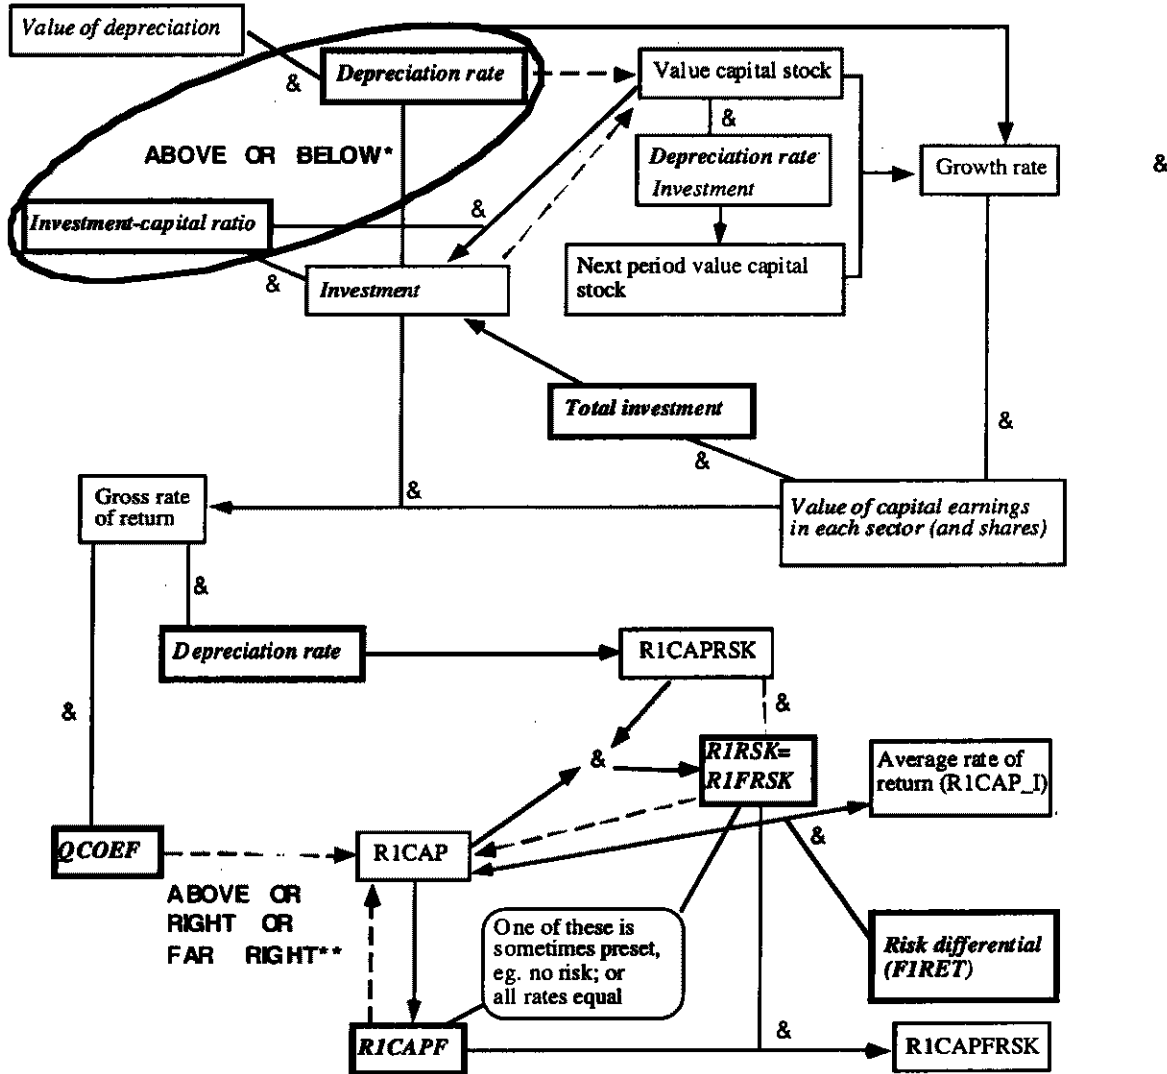 Value of depreciation
&
Depreciation rate
Value capital stock
&
Depreciation rate
Investment
Growth rate
&
ABOVE OR BELOW*
Investment-capital ratio
&
&
Investment
Next period value capital
stock
Total investment
&
&
Gross rate
of return
&
Value of capital earnings
in each sector (and shares)
&
Depreciation rate
R1CAPRSK
&
&
&
R1RSK=
R1FRSK
Average rate of
return (R1CAP_I)
QCOEF
R1CAP
&
ABOVE OR
RIGHT OR
FAR RIGHT**
One of these is
sometimes preset,
eg. no risk; or
all rates equal
Risk differential
(F1RET)
R1CAPF
&
R1CAPFRSK